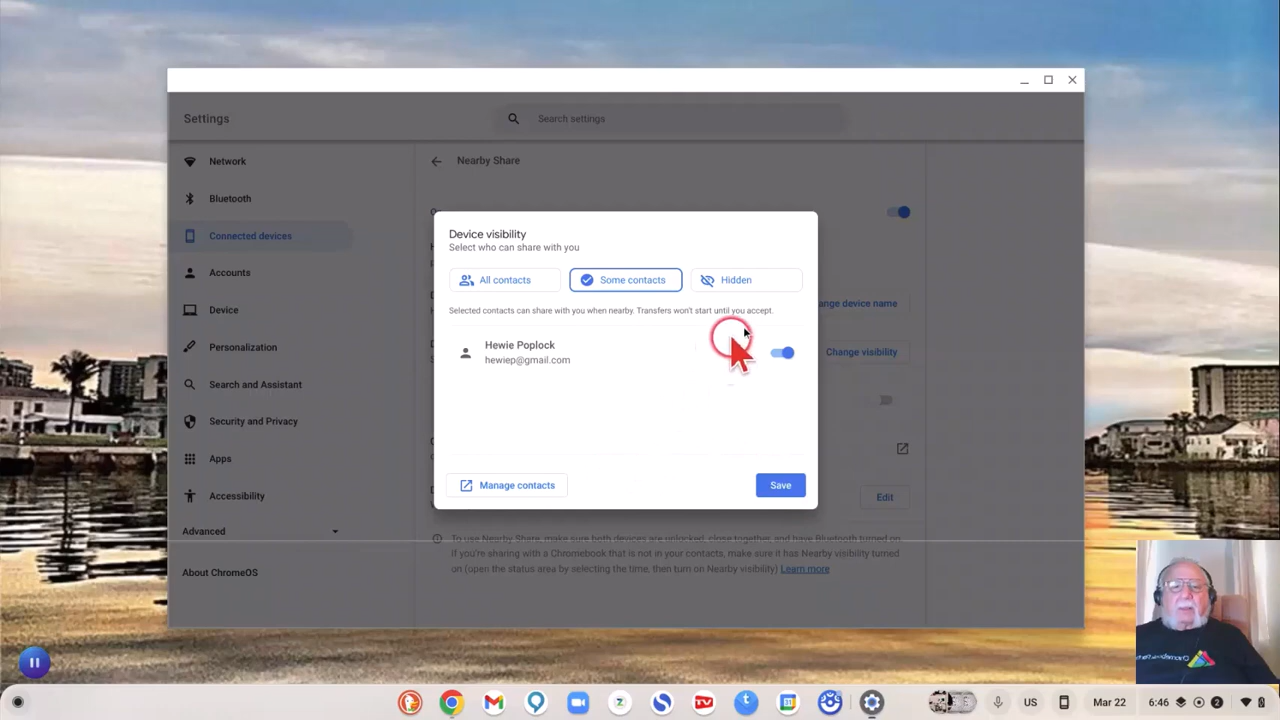 Settings
Search settings
Network
Bluetooth
Connected devices
Accounts
Device
Personalization
Search and Assistant
Security and Privacy
Apps
Accessibility
Advanced
About ChromeOS
Nearby Share
Device visibility
Select who can share with you
All contacts
Some contacts
Hidden
Selected contacts can share with you when nearby. Transfers won't start until you accept.
Hewie Poplock
hewiep@gmail.com
Manage contacts
Save
ange device name
Change visibility
Edit
To use Nearby Share, make sure both devices are unlocked, close together, and have Bluetooth turned on
If you're sharing with a Chromebook that is not in your contacts, make sure it has Nearby visibility turned
on (open the status area by selecting the time, then turn on Nearby visibility) Learn more
US
Mar 22
6:46
2